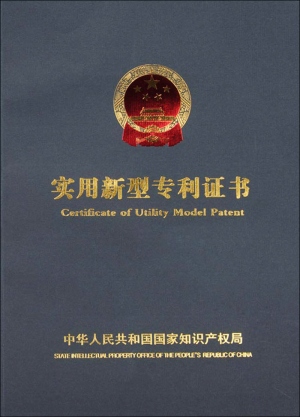 实用新型专利证书
Certificate of Utility Model Patent
中华人民共和国国家知识产权局
STATE INTELLECTUAL PROPERTY OFFICE OF THE PEOPLE'S REPUBLIC OF CHINA